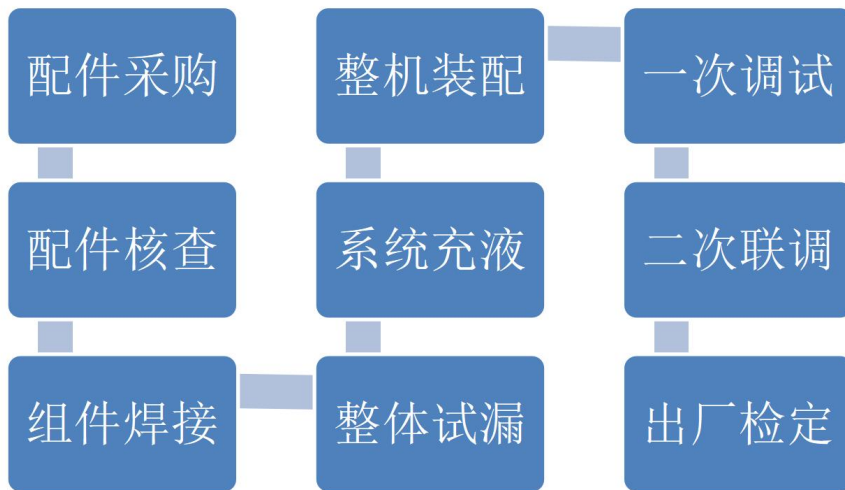 配件采购
配件核查
组件焊接
整体试漏
系统充液
整机装配
一次调试
二次联调
出厂检定